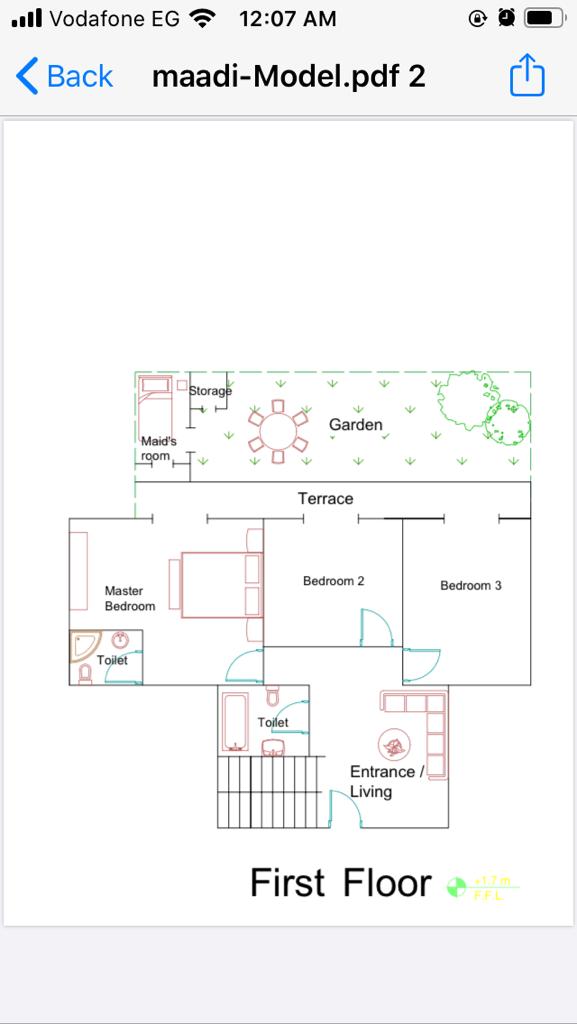 Vodafone EG 12:07 AM
Back maadi-Model.pdf 2
Storage
Garden
Maid's
room
Terrace
Master
Bedroom
Bedroom 2
Bedroom 3
Toilet
Toilet
Entrance /
Living
First Floor
+1.7 m
F.F.L